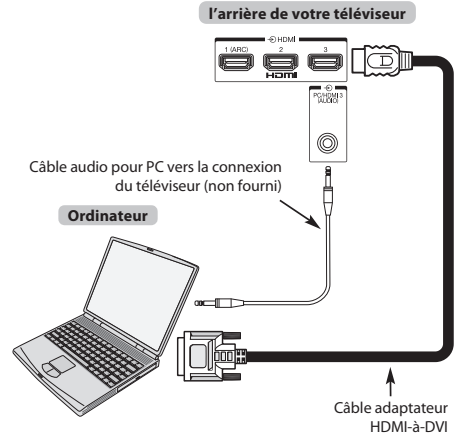 l'arrière de votre téléviseur
HDMI
1 (ARC)
2
3
HDMI
PC/HDMI 3
(AUDIO)
Câble audio pour PC vers la connexion
du téléviseur (non fourni)
Ordinateur
D
Câble adaptateur
HDMI-à-DVI